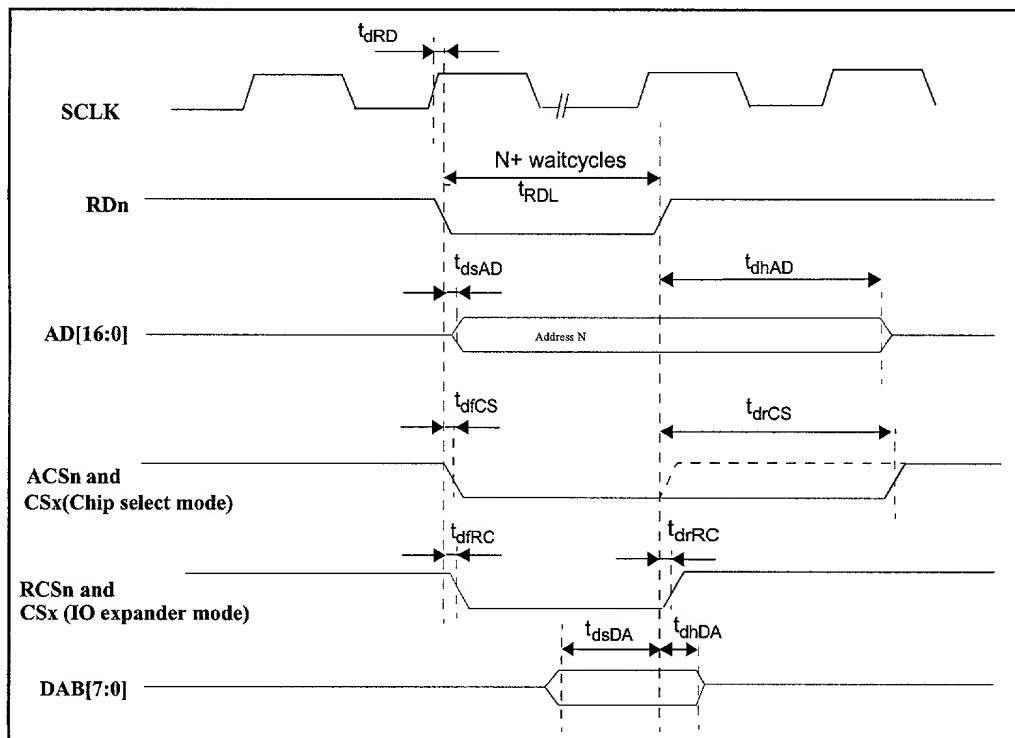 tdRD
SCLK
N+ waitcycles
tRDL
RDn
tdsAD
tdhAD
AD[16:0]
Address N
tdfCS
tdrCS
ACSn and
CSx(Chip select mode)
tdfRC
tdrRC
RCSn and
CSx (IO expander mode)
tdsDA
tdhDA
DAB[7:0]